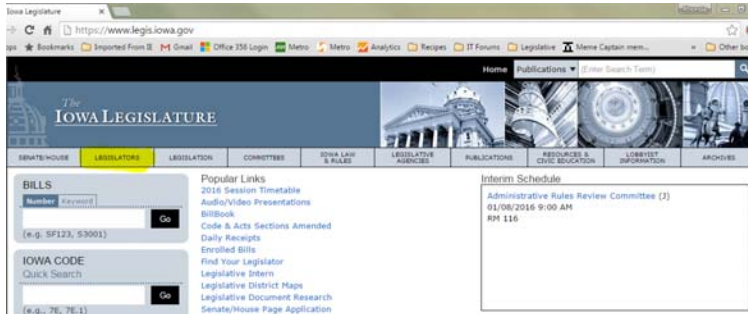 Iowa Legislature
https://www.legis.iowa.gov
Bookmarks Imported From IE Gmail Office 356 Login Metro Metro Analytics Recipes IT Forums Legislative Meme Captain mem... » Other
Home Publications ▼ (Enter Search Term)
The
IOWA LEGISLATURE
SENATE/HOUSE LEGISLATORS LEGISLATION COMMITTEES IOWA LAW & RULES LEGISLATIVE AGENCIES PUBLICATIONS RESOURCES & CIVIC EDUCATION LOBBYIST INFORMATION ARCHIVES
BILLS
Number Keyword
Go
(e.g. SF123, S3001)
IOWA CODE
Quick Search
Go
(e.g., 7E, 7E.1)
Popular Links
2016 Session Timetable
Audio/Video Presentations
BillBook
Code & Acts Sections Amended
Daily Receipts
Enrolled Bills
Find Your Legislator
Legislative Intern
Legislative District Maps
Legislative Document Research
Senate/House Page Application
Interim Schedule
Administrative Rules Review Committee (J)
01/08/2016 9:00 AM
RM 116